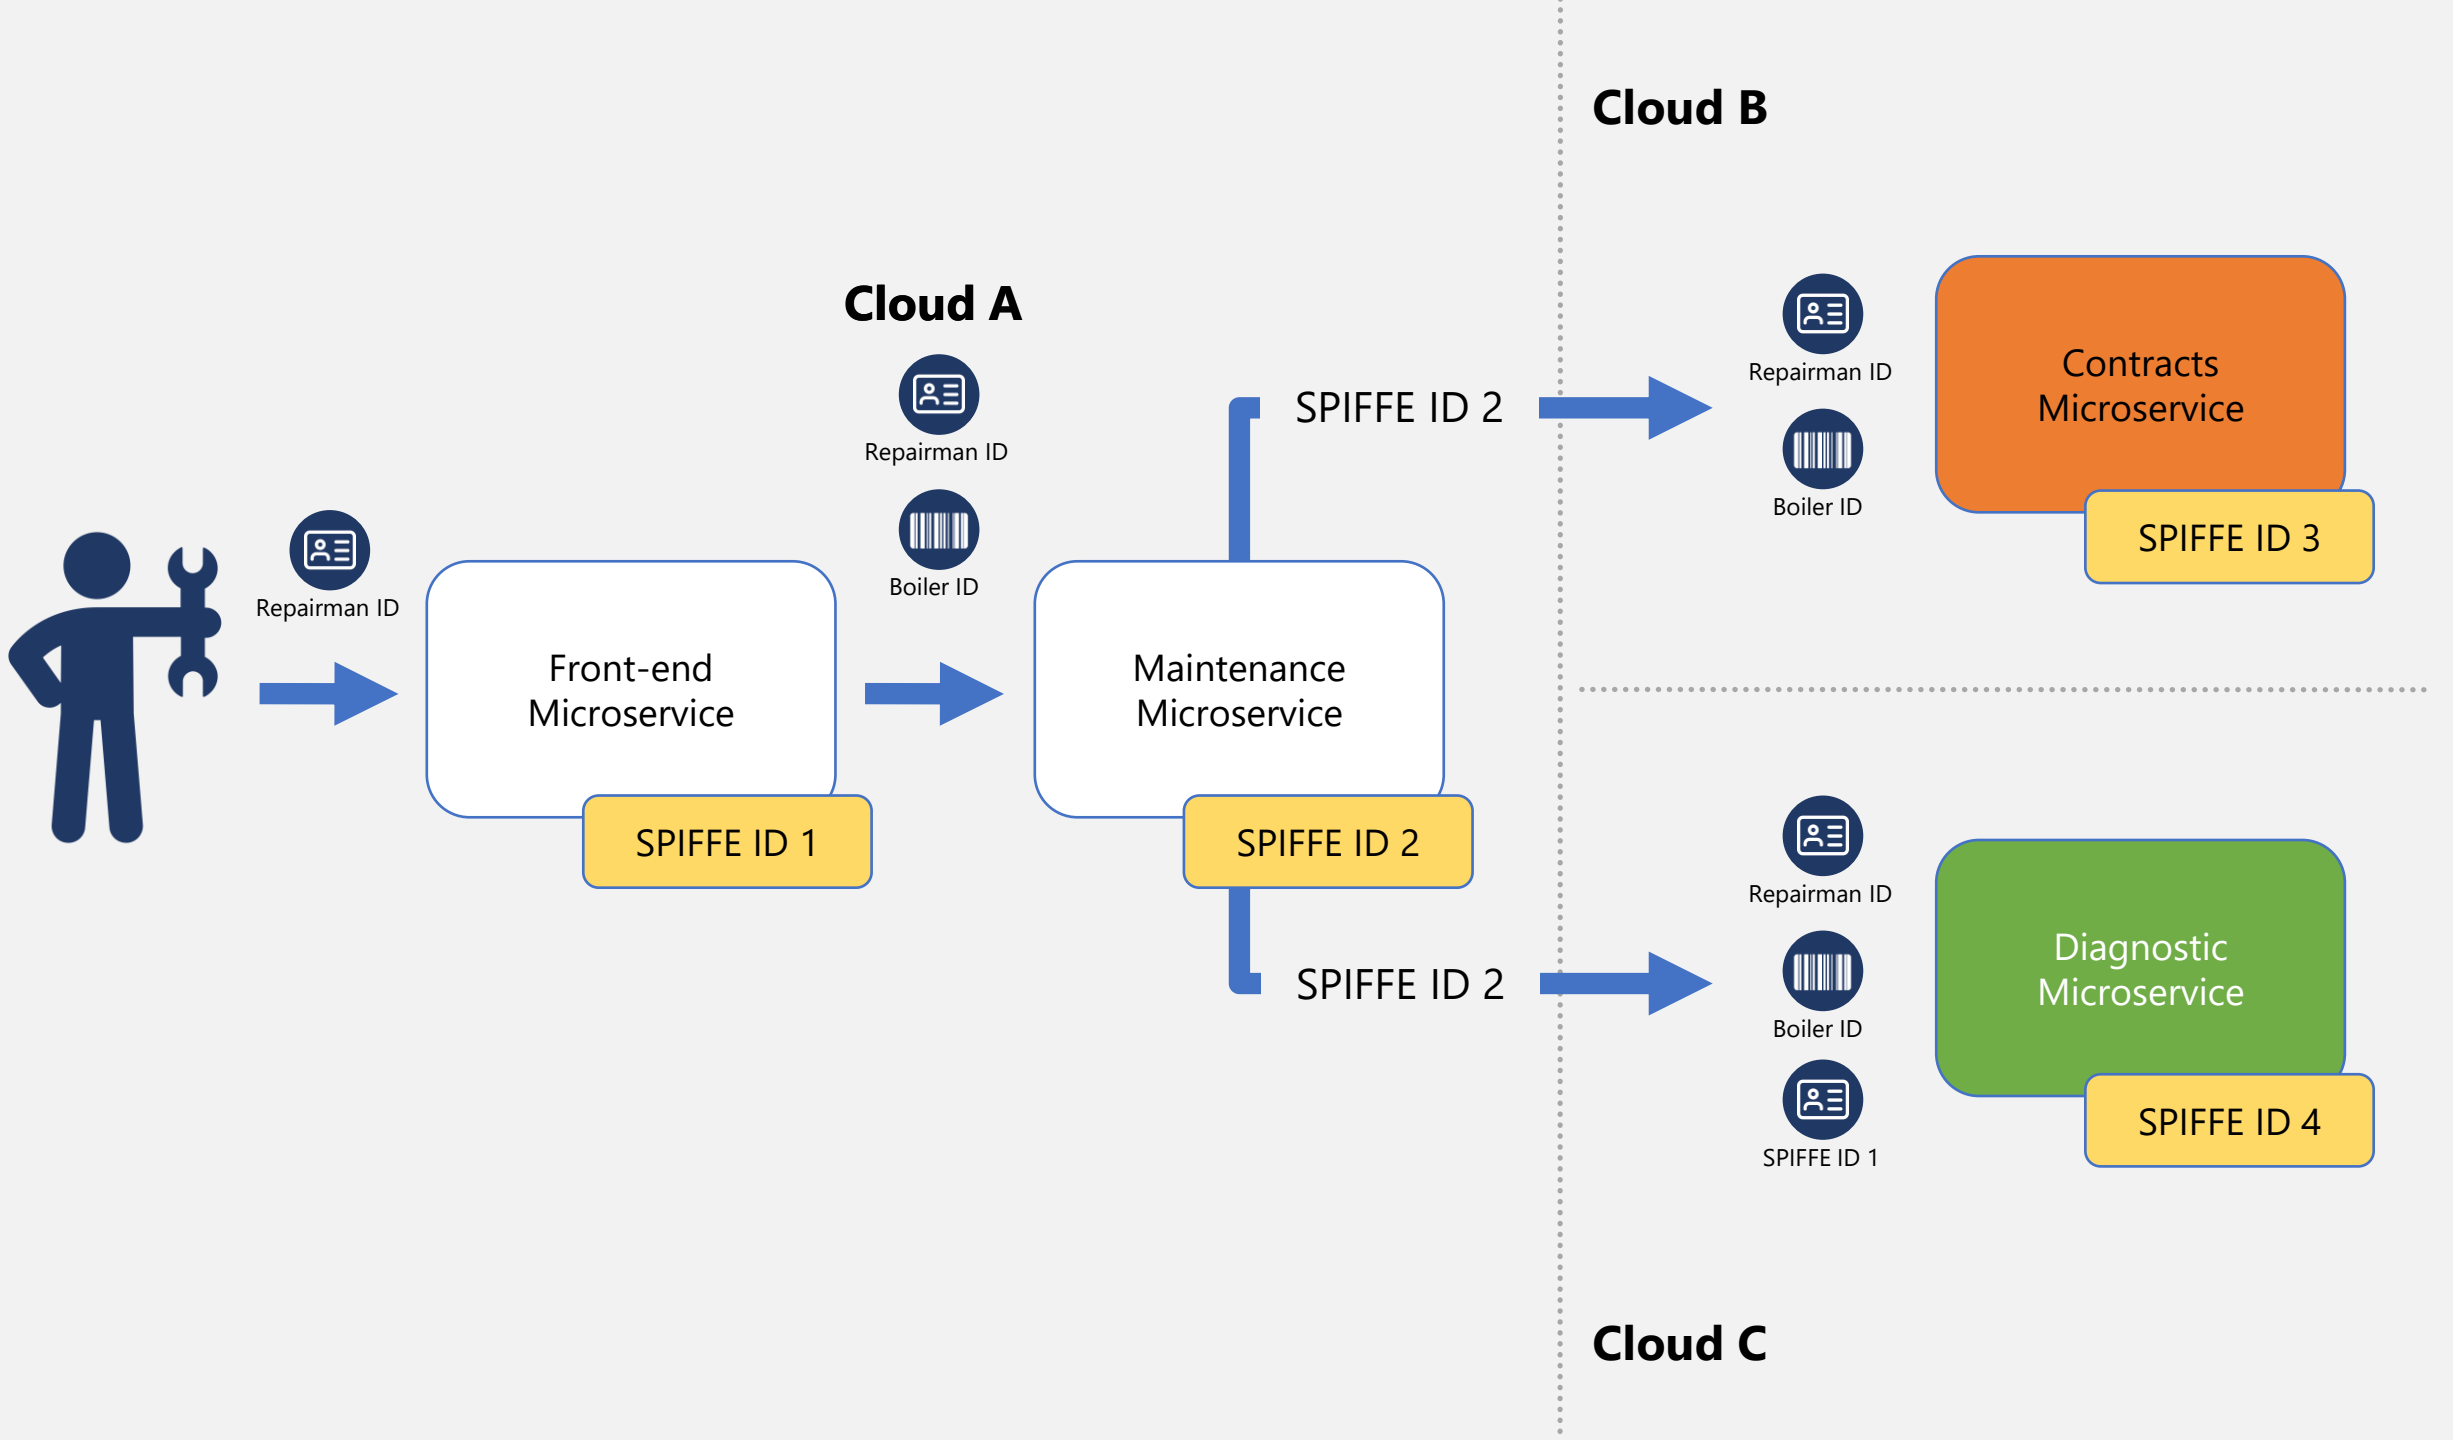 Cloud B
Cloud A
Repairman ID
Boiler ID
Repairman ID
Front-end
Microservice
SPIFFE ID 1
Maintenance
Microservice
SPIFFE ID 2
SPIFFE ID 2
Repairman ID
Boiler ID
Contracts
Microservice
SPIFFE ID 3
SPIFFE ID 2
Repairman ID
Boiler ID
SPIFFE ID 1
Diagnostic
Microservice
SPIFFE ID 4
Cloud C